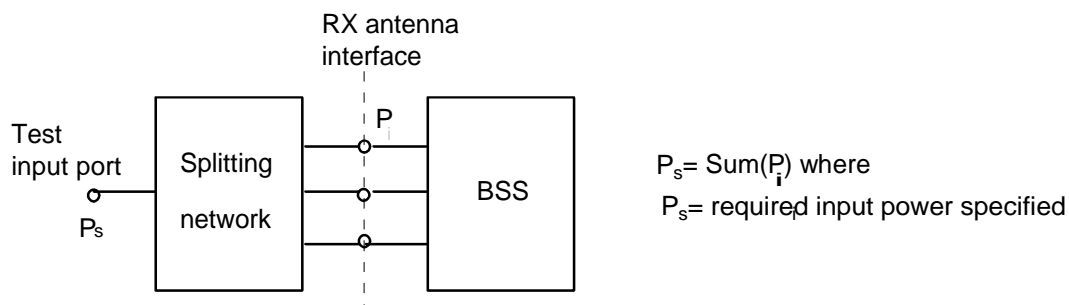 RX antenna
interface
Test
input port
Ps
Splitting
network
Pi
BSS
Ps= Sum(Pi) where
Ps= required input power specified